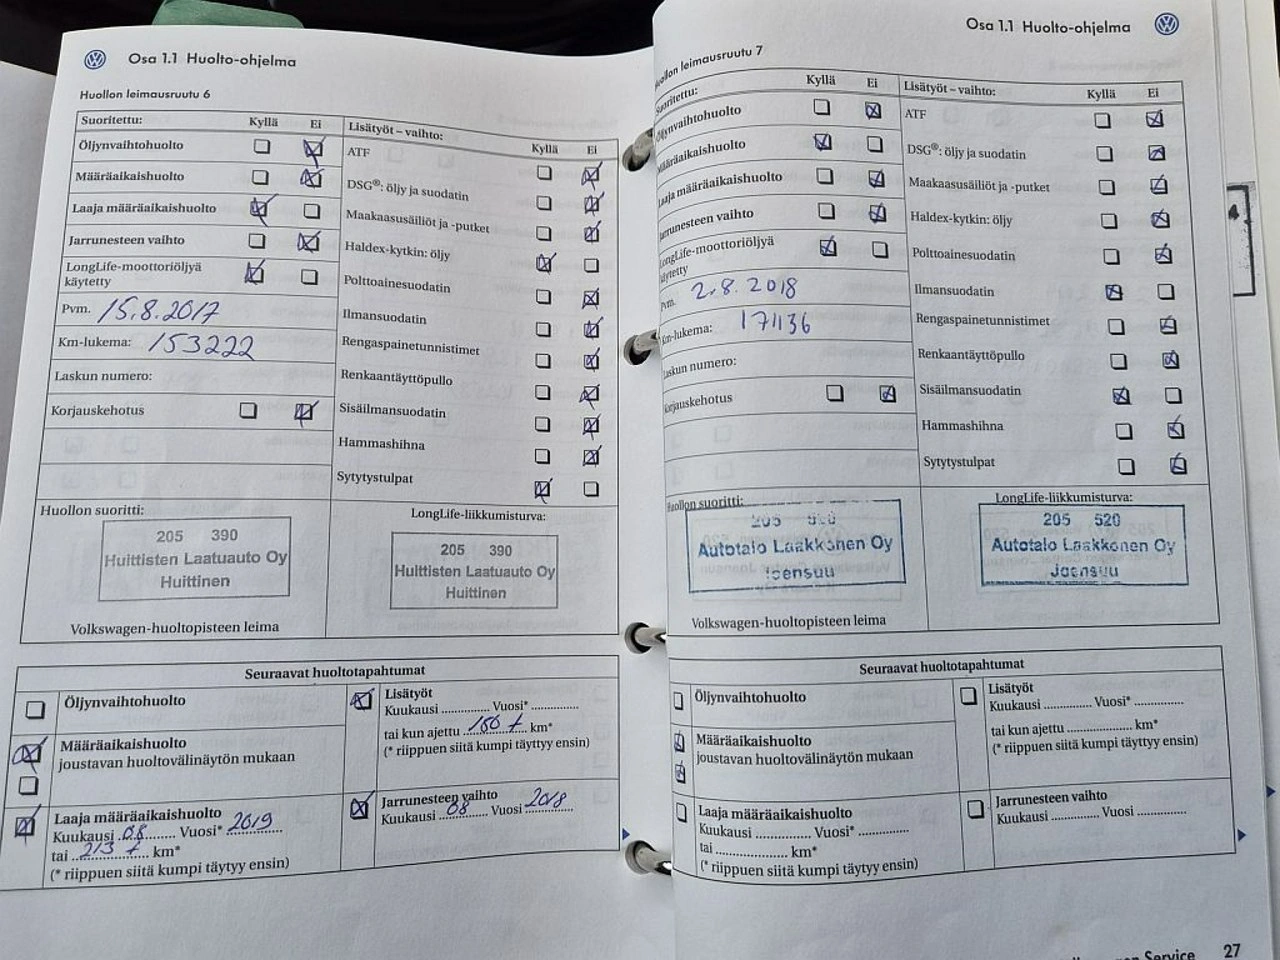 Osa 1.1 Huolto-ohjelma
Huollon leimausruutu 6
Suoritettu: Kyllä Ei
Öljynvaihtohuolto
Määräaikaishuolto
Laaja määräaikaishuolto
Jarrunesteen vaihto
LongLife-moottoriöljyä
käytetty
Pvm. 15.8.2017
Km-lukema: 153222
Laskun numero:
Korjauskehotus
Lisätyöt – vaihto: Kyllä Ei
ATF
DSG®: öljy ja suodatin
Maakaasusäiliöt ja -putket
Haldex-kytkin: öljy
Polttoainesuodatin
Ilmansuodatin
Rengaspainetunnistimet
Renkaantäyttöpullo
Sisäilmansuodatin
Hammashihna
Sytytystulpat
Huollon suoritti:
205 390
Huittisten Laatuauto Oy
Huittinen
Volkswagen-huoltopisteen leima
LongLife-liikkumisturva:
205 390
Huittisten Laatuauto Oy
Huittinen
Seuraavat huoltotapahtumat
Öljynvaihtohuolto
Määräaikaishuolto
joustavan huoltovälinäytön mukaan
Laaja määräaikaishuolto
Kuukausi 08 Vuosi* 2019
tai 213 t km*
(* riippuen siitä kumpi täytyy ensin)
Lisätyöt
Kuukausi .............. Vuosi* ..............
tai kun ajettu 180 t km*
(* riippuen siitä kumpi täytyy ensin)
Jarrunesteen vaihto
Kuukausi 08 Vuosi 2018
Osa 1.1 Huolto-ohjelma
Huollon leimausruutu 7
Suoritettu: Kyllä Ei
Öljynvaihtohuolto
Määräaikaishuolto
Laaja määräaikaishuolto
Jarrunesteen vaihto
LongLife-moottoriöljyä
käytetty
Pvm. 2.8.2018
Km-lukema: 171136
Laskun numero:
Korjauskehotus
Lisätyöt – vaihto: Kyllä Ei
ATF
DSG®: öljy ja suodatin
Maakaasusäiliöt ja -putket
Haldex-kytkin: öljy
Polttoainesuodatin
Ilmansuodatin
Rengaspainetunnistimet
Renkaantäyttöpullo
Sisäilmansuodatin
Hammashihna
Sytytystulpat
Huollon suoritti:
205 520
Autotalo Laakkonen Oy
Joensuu
Volkswagen-huoltopisteen leima
LongLife-liikkumisturva:
205 520
Autotalo Laakkonen Oy
Joensuu
Seuraavat huoltotapahtumat
Öljynvaihtohuolto
Määräaikaishuolto
joustavan huoltovälinäytön mukaan
Laaja määräaikaishuolto
Kuukausi .............. Vuosi* ..............
tai .................... km*
(* riippuen siitä kumpi täytyy ensin)
Lisätyöt
Kuukausi .............. Vuosi* ..............
tai kun ajettu .................... km*
(* riippuen siitä kumpi täytyy ensin)
Jarrunesteen vaihto
Kuukausi .............. Vuosi ..............
Service 27
4